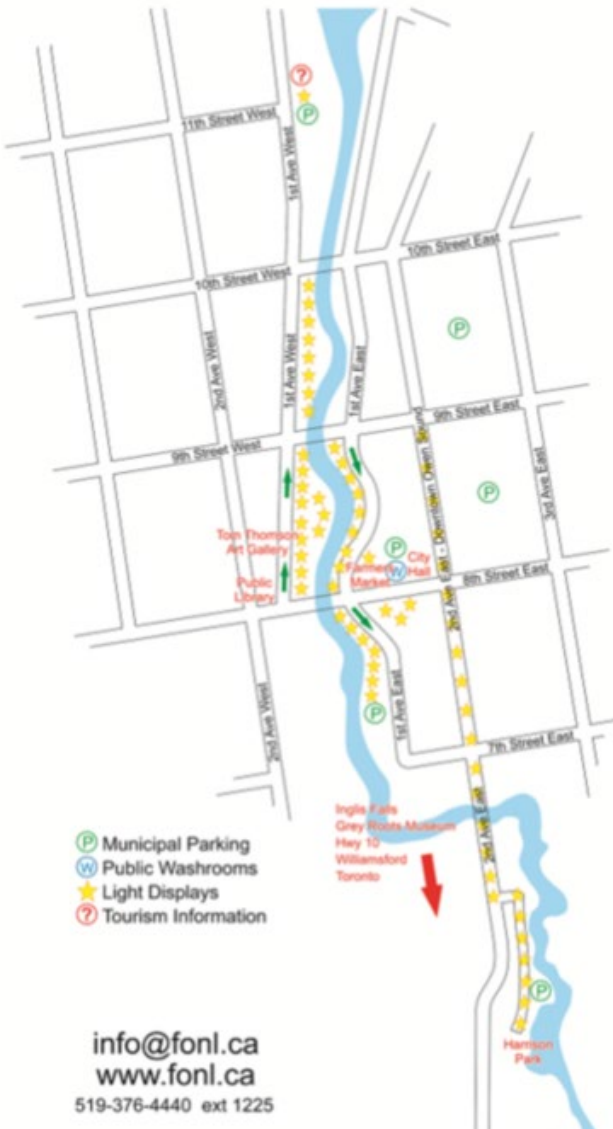 ?
P
11th Street West
1st Ave West
10th Street East
10th Street West
P
2nd Ave West
1st Ave West
1st Ave East
9th Street East
9th Street West
2nd Ave East - Downtown Owen Sound
3rd Ave East
P
Tom Thomson
Art Gallery
P
City
Hall
Farmers
Market
W
Public
Library
8th Street East
2nd Ave West
P
1st Ave East
7th Street East
Inglis Falls
Grey Roots Museum
Hwy 10
Williamsford
Toronto
2nd Ave East
P Municipal Parking
W Public Washrooms
Light Displays
? Tourism Information
P
Harrison
Park
info@fonl.ca
www.fonl.ca
519-376-4440 ext 1225